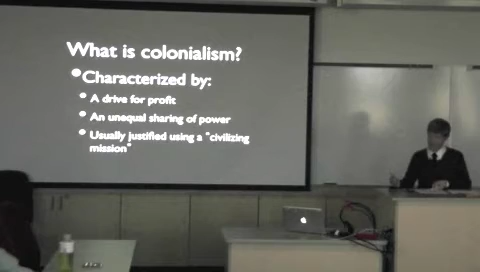 What is colonialism?
Characterized by:
A drive for profit
An unequal sharing of power
Usually justified using a "civilizing
mission"